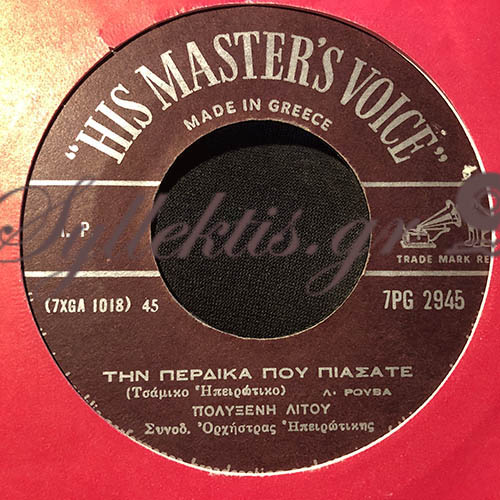 "HIS MASTER'S VOICE"
MADE IN GREECE
Syllektis.gr
TRADE MARK RE
(7XGA 1018) 45
7PG 2945
ΤΗΝ ΠΕΡΔΙΚΑ ΠΟΥ ΠΙΑΣΑΤΕ
(Τσάμικο Ἠπειρώτικο) Λ. ΡΟΥΒΑ
ΠΟΛΥΞΕΝΗ ΛΙΤΟΥ
Συνοδ. Ὀρχήστρας Ἠπειρώτικης